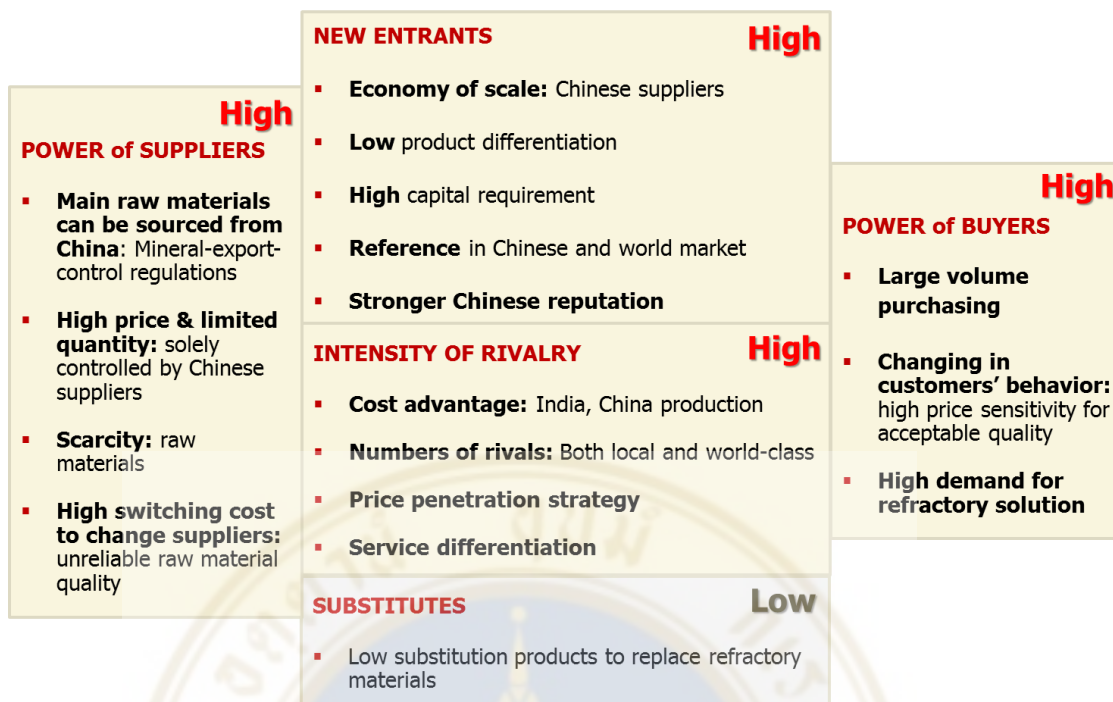 NEW ENTRANTS
High
▪ Economy of scale: Chinese suppliers
▪ Low product differentiation
▪ High capital requirement
▪ Reference in Chinese and world market
▪ Stronger Chinese reputation
High
POWER of SUPPLIERS
▪ Main raw materials
can be sourced from
China: Mineral-export-
control regulations
▪ High price & limited
quantity: solely
controlled by Chinese
suppliers
▪ Scarcity: raw
materials
▪ High switching cost
to change suppliers:
unreliable raw material
quality
INTENSITY OF RIVALRY
High
▪ Cost advantage: India, China production
▪ Numbers of rivals: Both local and world-class
▪ Price penetration strategy
▪ Service differentiation
High
POWER of BUYERS
▪ Large volume
purchasing
▪ Changing in
customers’ behavior:
high price sensitivity for
acceptable quality
▪ High demand for
refractory solution
SUBSTITUTES
Low
▪ Low substitution products to replace refractory
materials